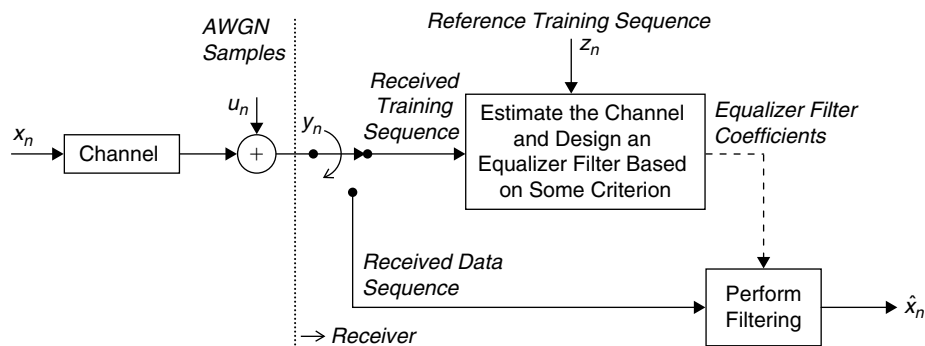 AWGN
Samples
Reference Training Sequence
z_n
u_n
y_n
Received
Training
Sequence
Estimate the Channel
and Design an
Equalizer Filter Based
on Some Criterion
Equalizer Filter
Coefficients
x_n
Channel
+
Received Data
Sequence
Perform
Filtering
x̂_n
Receiver